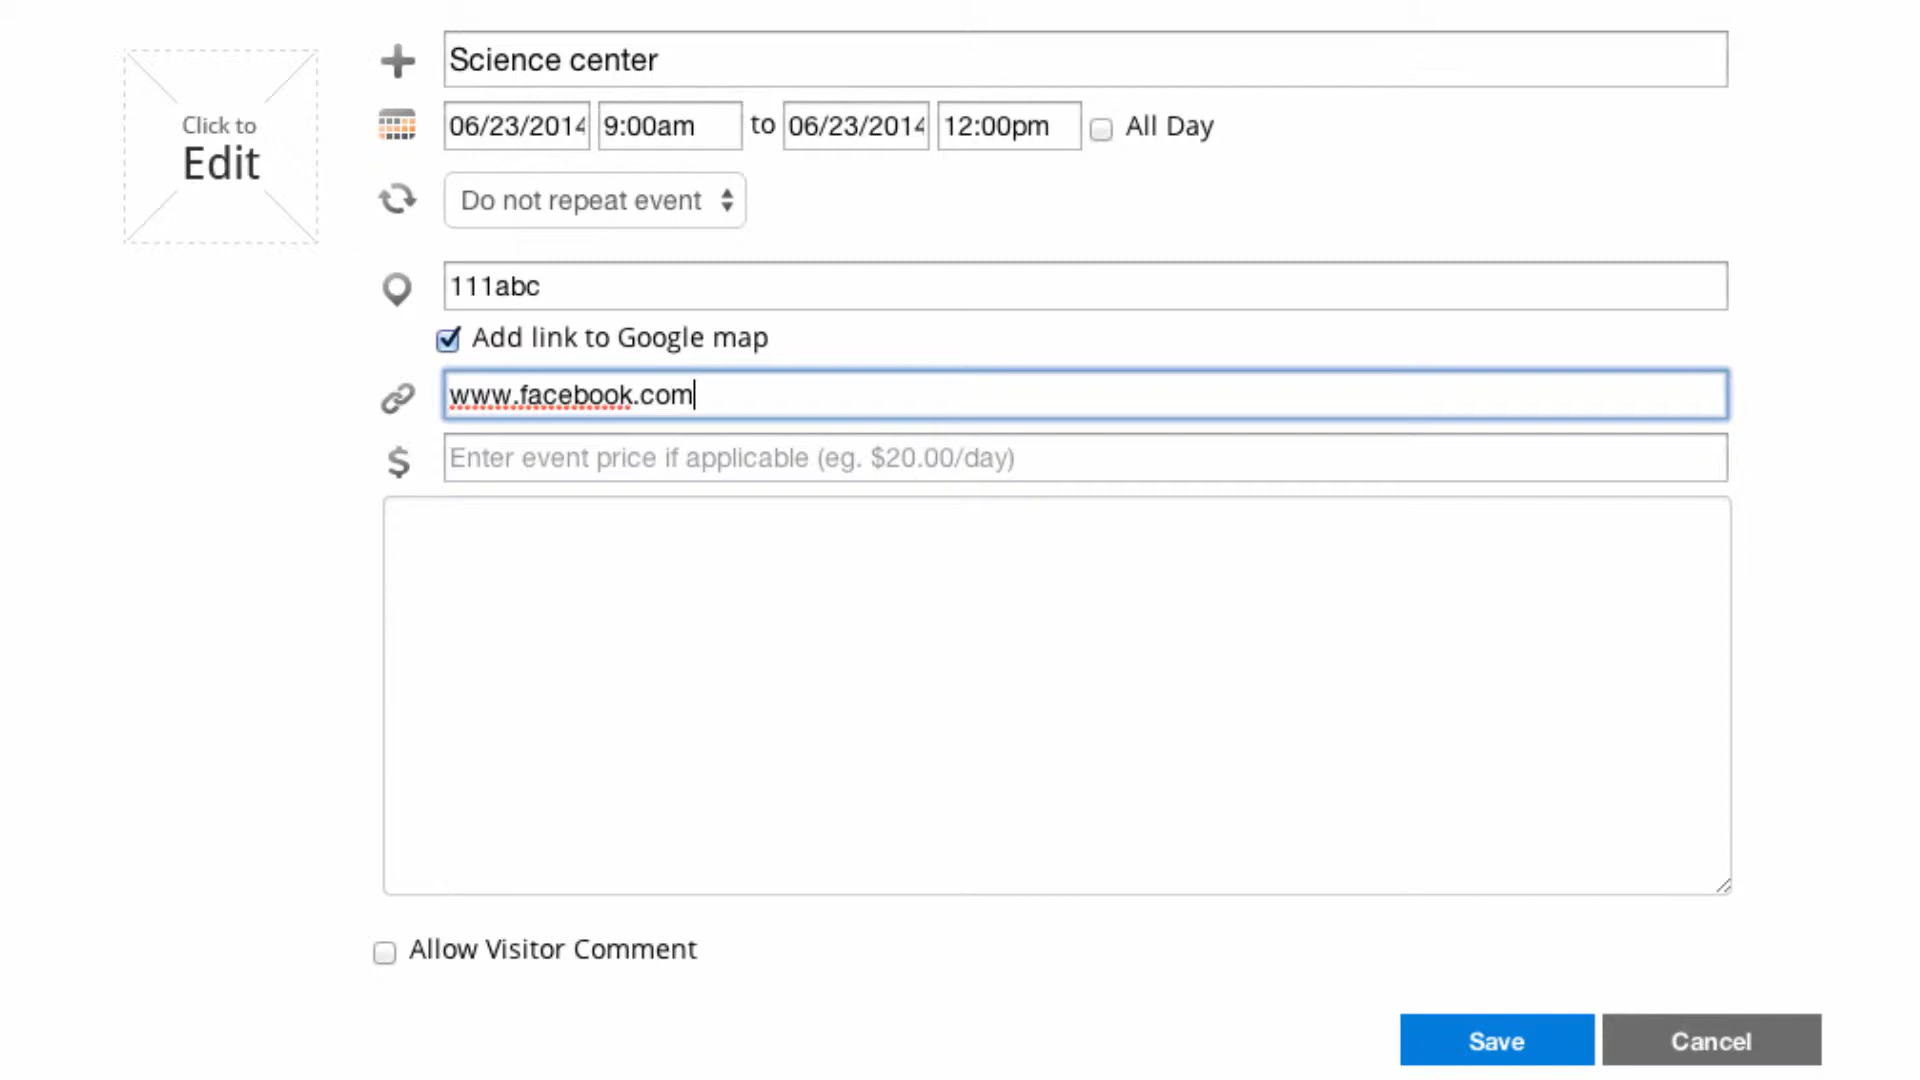 Science center
Click to
Edit
06/23/2014 9:00am to 06/23/2014 12:00pm All Day
Do not repeat event
111abc
Add link to Google map
www.facebook.com
$ Enter event price if applicable (eg. $20.00/day)
Allow Visitor Comment
Save Cancel